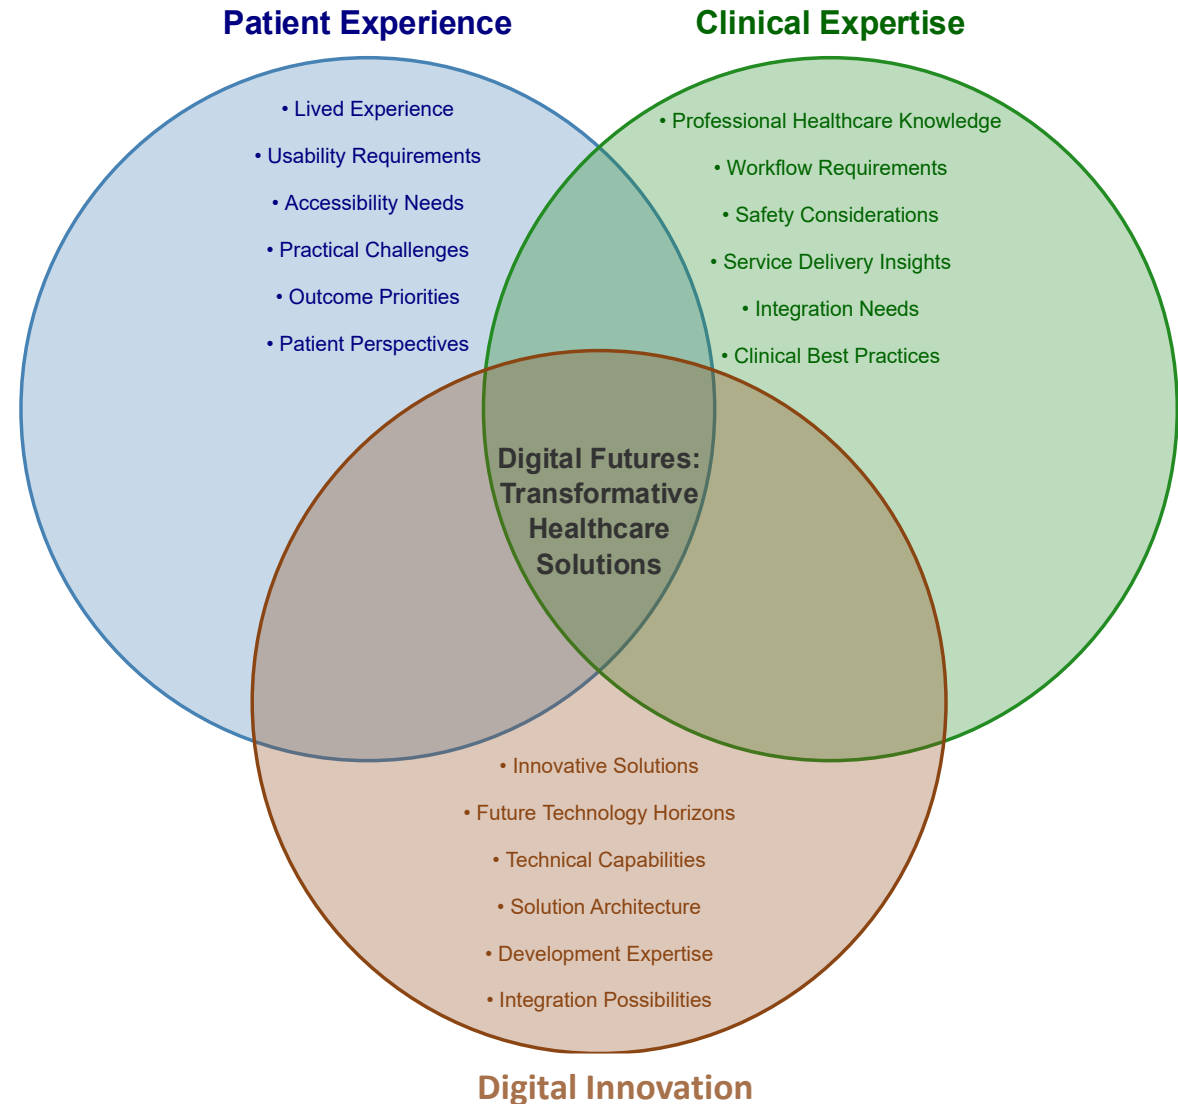 Patient Experience
Clinical Expertise
• Lived Experience
• Usability Requirements
• Accessibility Needs
• Practical Challenges
• Outcome Priorities
• Patient Perspectives
• Professional Healthcare Knowledge
• Workflow Requirements
• Safety Considerations
• Service Delivery Insights
• Integration Needs
• Clinical Best Practices
Digital Futures:
Transformative
Healthcare
Solutions
• Innovative Solutions
• Future Technology Horizons
• Technical Capabilities
• Solution Architecture
• Development Expertise
• Integration Possibilities
Digital Innovation